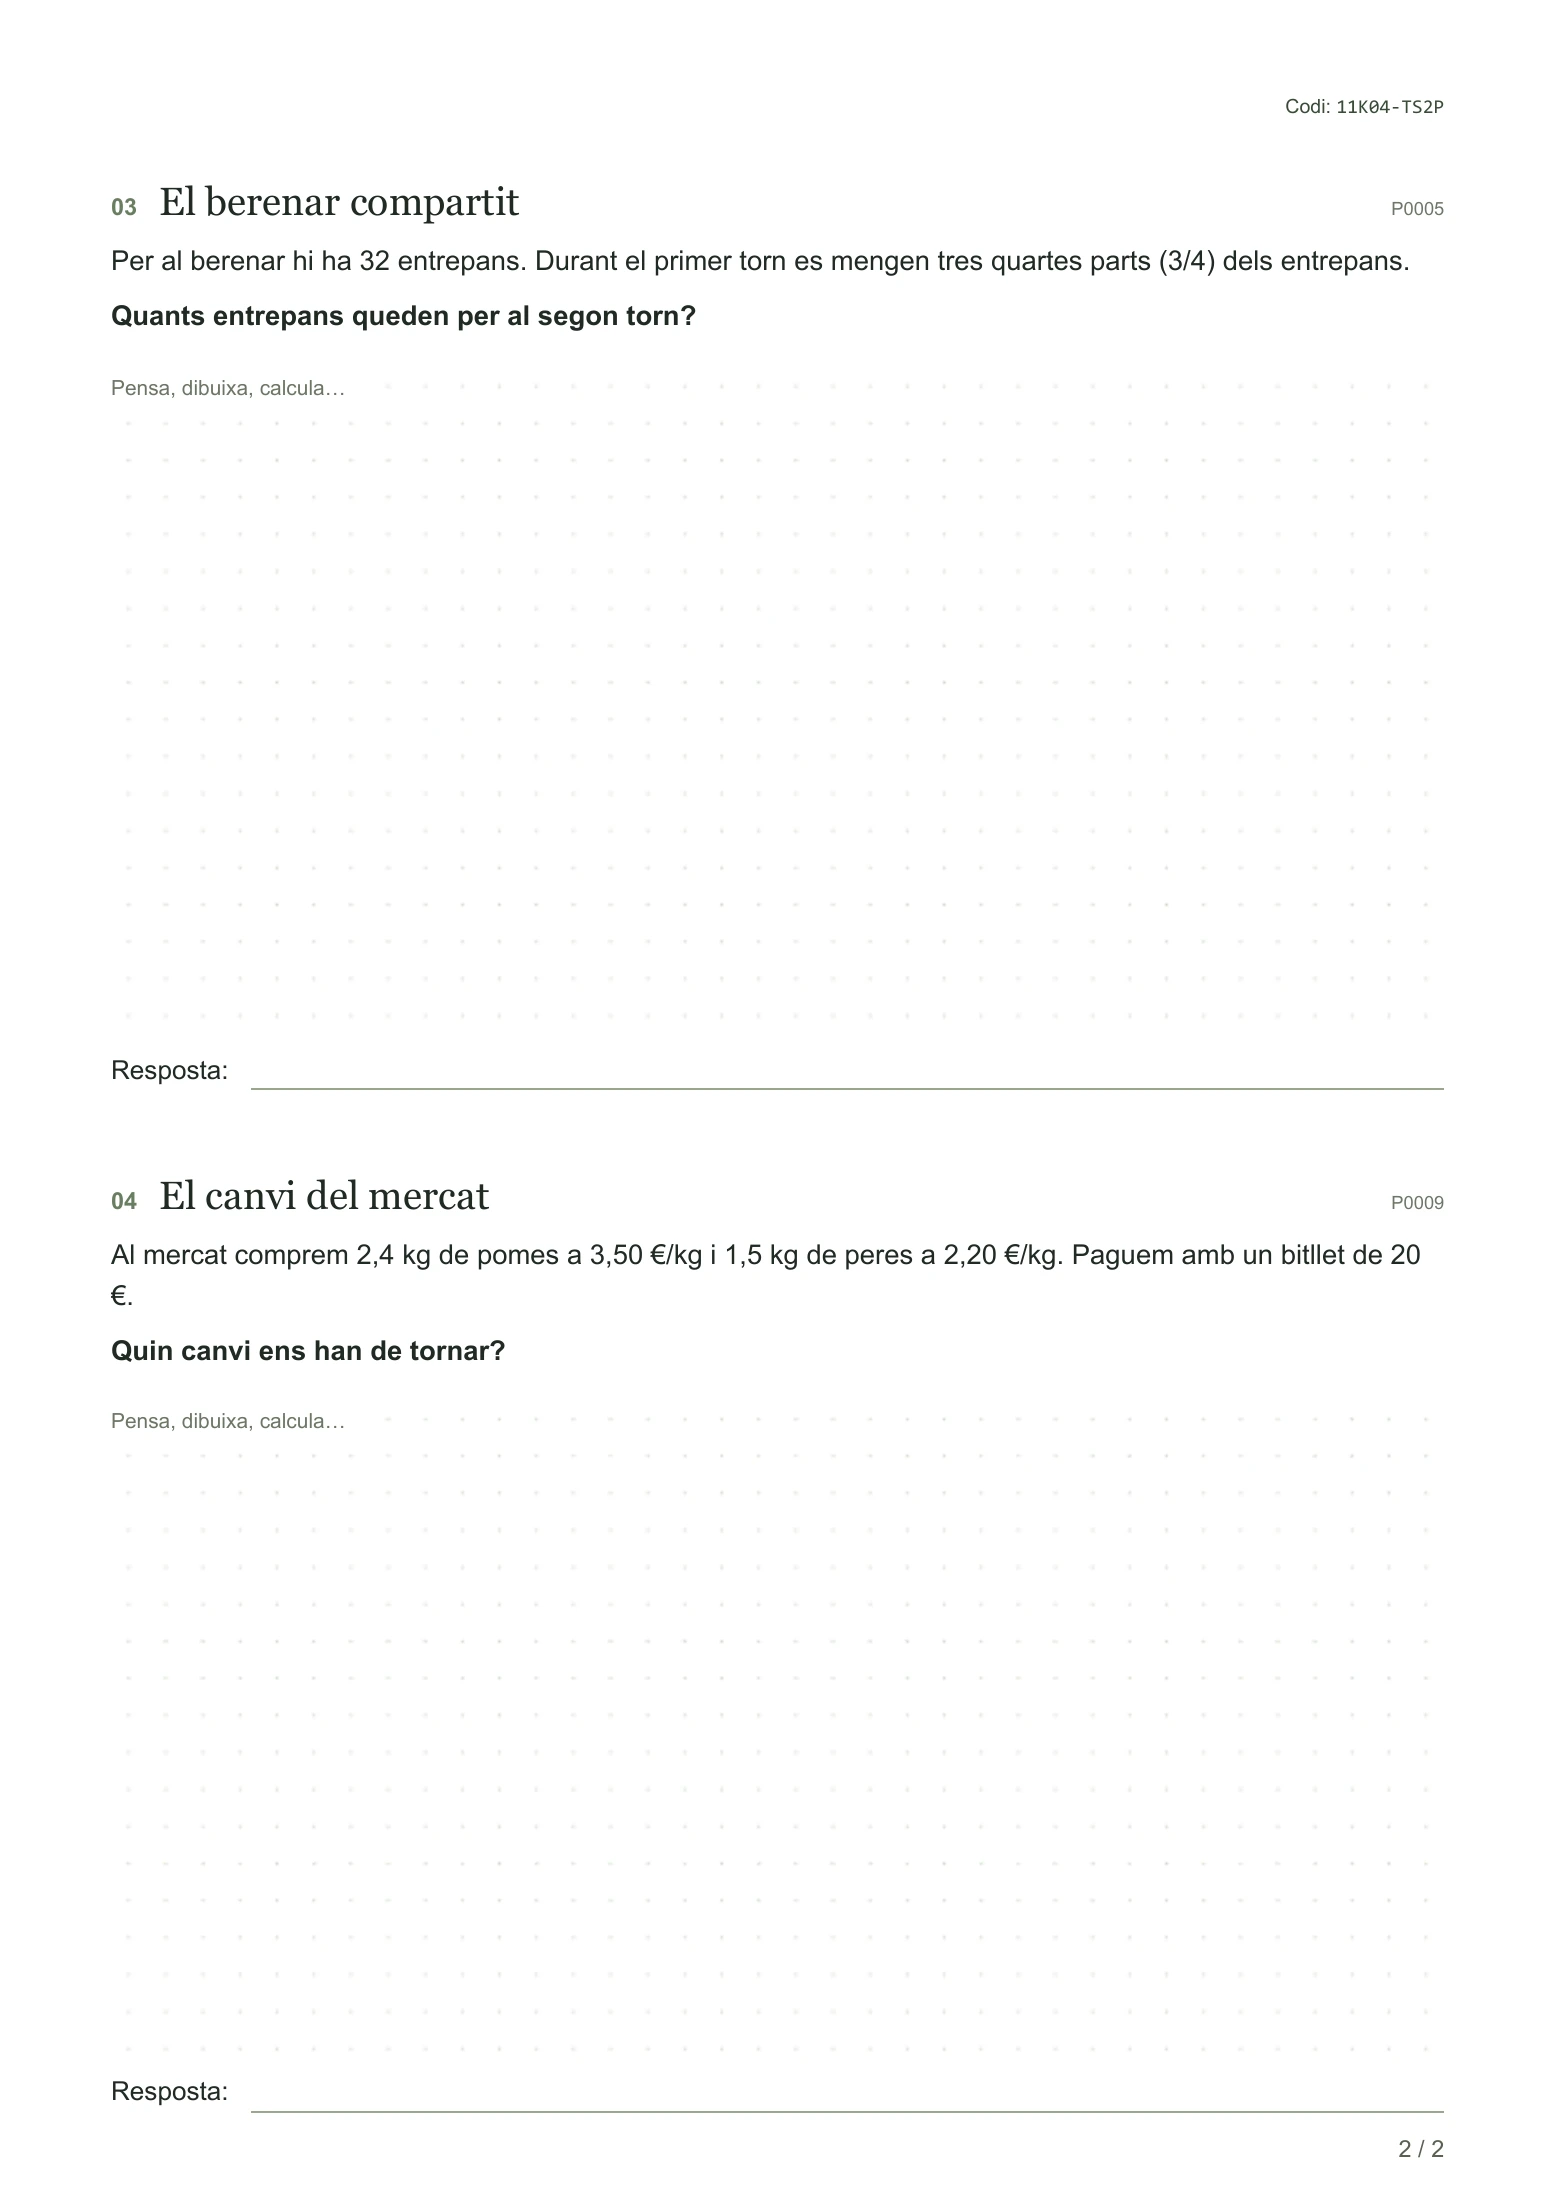 Codi: 11K04-TS2P
03 El berenar compartit P0005
Per al berenar hi ha 32 entrepans. Durant el primer torn es mengen tres quartes parts (3/4) dels entrepans.
Quants entrepans queden per al segon torn?
Pensa, dibuixa, calcula…
Resposta:
04 El canvi del mercat P0009
Al mercat comprem 2,4 kg de pomes a 3,50 €/kg i 1,5 kg de peres a 2,20 €/kg. Paguem amb un bitllet de 20
€.
Quin canvi ens han de tornar?
Pensa, dibuixa, calcula…
Resposta:
2 / 2